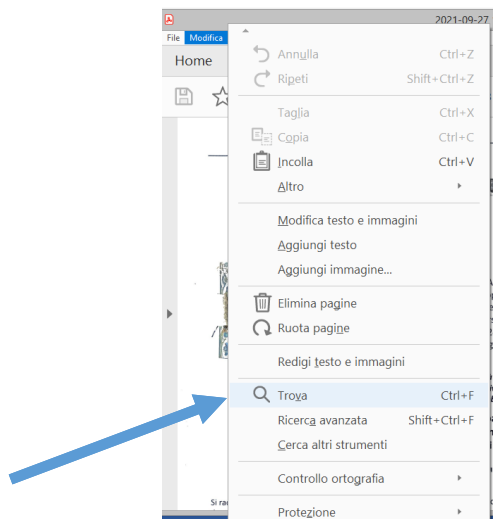 2021-09-27
File Modifica
Home
Annulla Ctrl+Z
Ripeti Shift+Ctrl+Z
Taglia Ctrl+X
Copia Ctrl+C
Incolla Ctrl+V
Altro
Modifica testo e immagini
Aggiungi testo
Aggiungi immagine...
Elimina pagine
Ruota pagine
Redigi testo e immagini
Trova Ctrl+F
Ricerca avanzata Shift+Ctrl+F
Cerca altri strumenti
Controllo ortografia
Protezione
Si